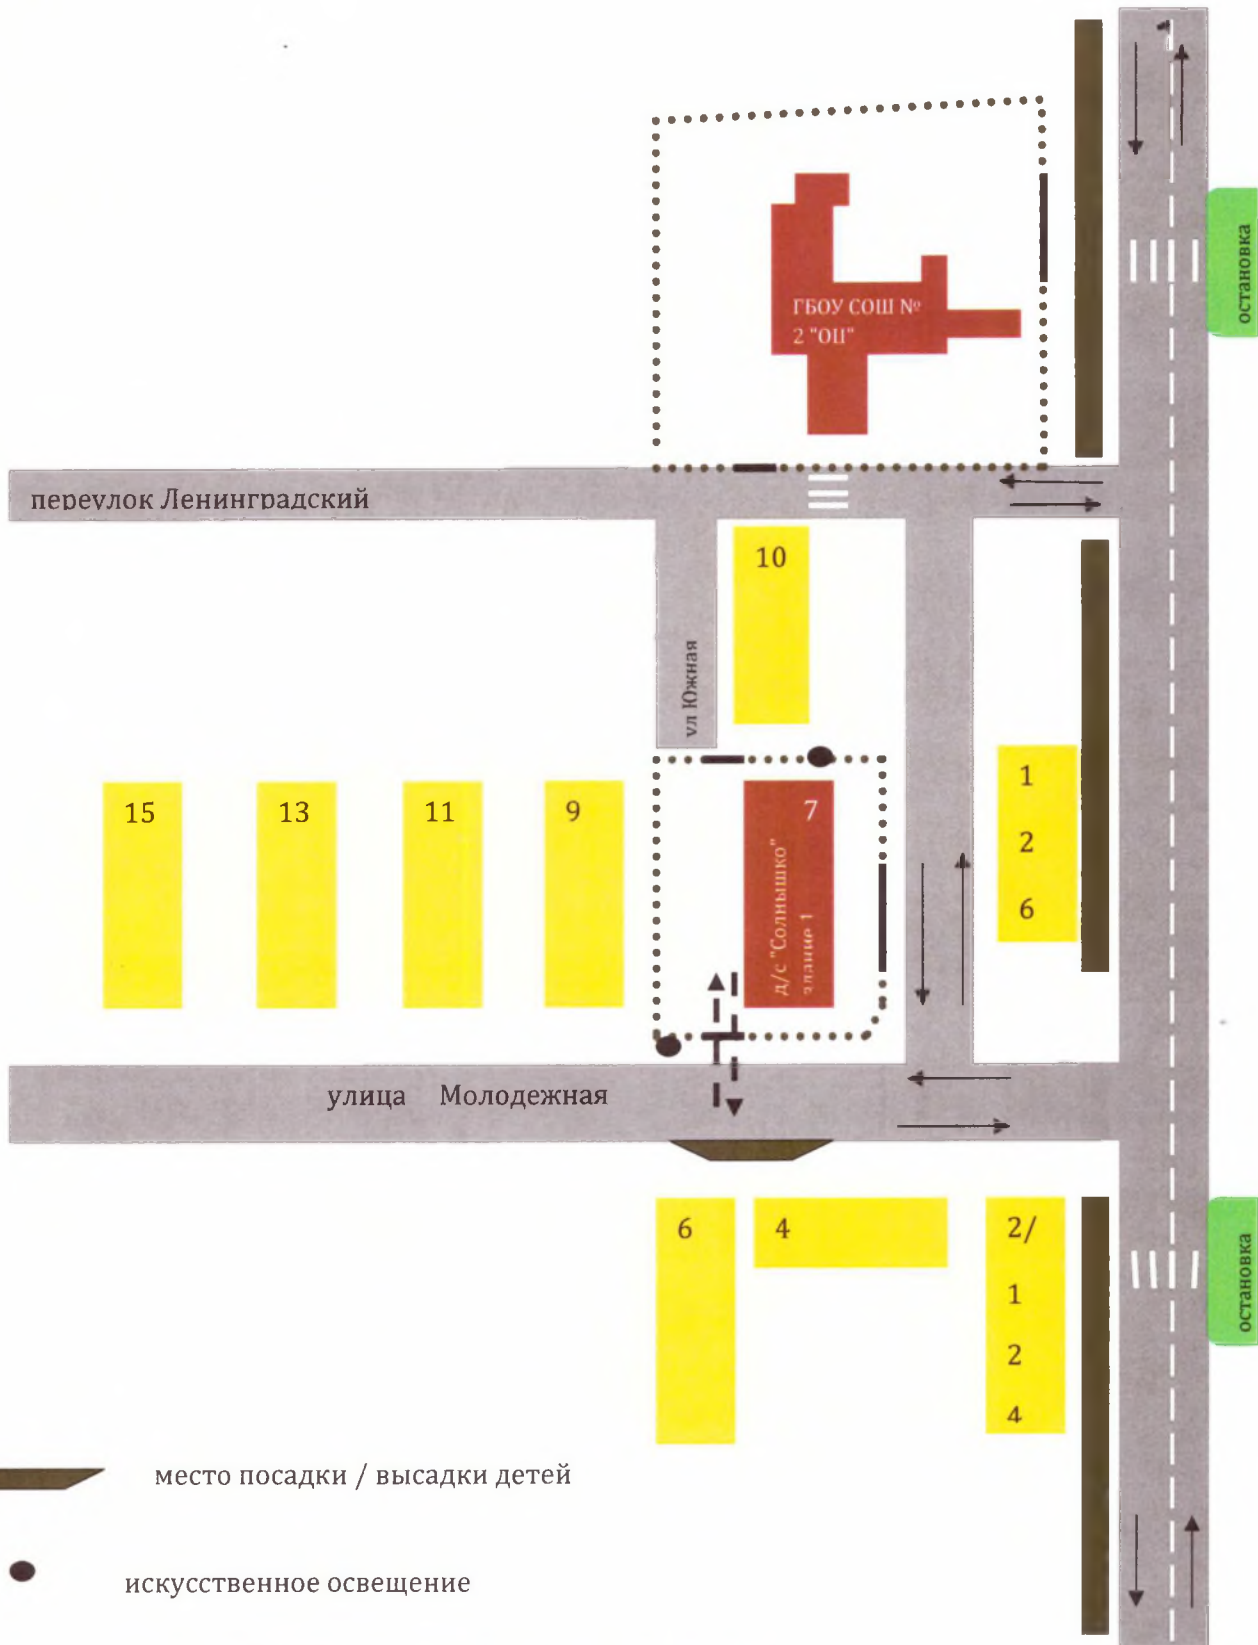 остановка
ГБОУ СОШ №
2 "ОЦ"
переулок Ленинградский
10
ул Южная
15
13
11
9
7
д/с "Солнышко"
здание 1
1
2
6
улица Молодежная
6
4
2/
1
2
4
остановка
место посадки / высадки детей
искусственное освещение